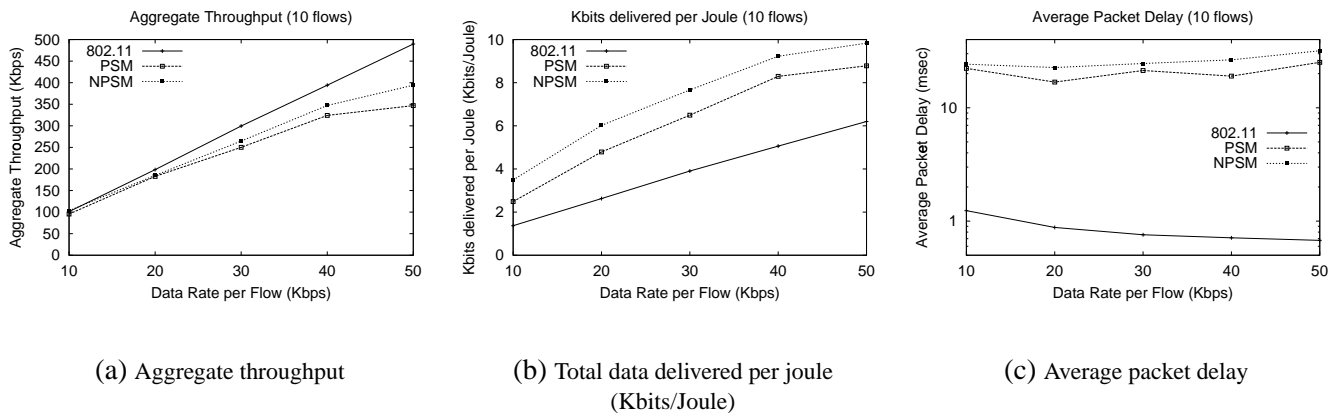 Aggregate Throughput (10 flows)
Aggregate Throughput (Kbps)
500
450
400
350
300
250
200
150
100
50
0
802.11
PSM
NPSM
10 20 30 40 50
Data Rate per Flow (Kbps)
(a) Aggregate throughput
Kbits delivered per Joule (10 flows)
Kbits delivered per Joule (Kbits/Joule)
10
8
6
4
2
0
802.11
PSM
NPSM
10 20 30 40 50
Data Rate per Flow (Kbps)
(b) Total data delivered per joule
(Kbits/Joule)
Average Packet Delay (10 flows)
Average Packet Delay (msec)
10
1
802.11
PSM
NPSM
10 20 30 40 50
Data Rate per Flow (Kbps)
(c) Average packet delay